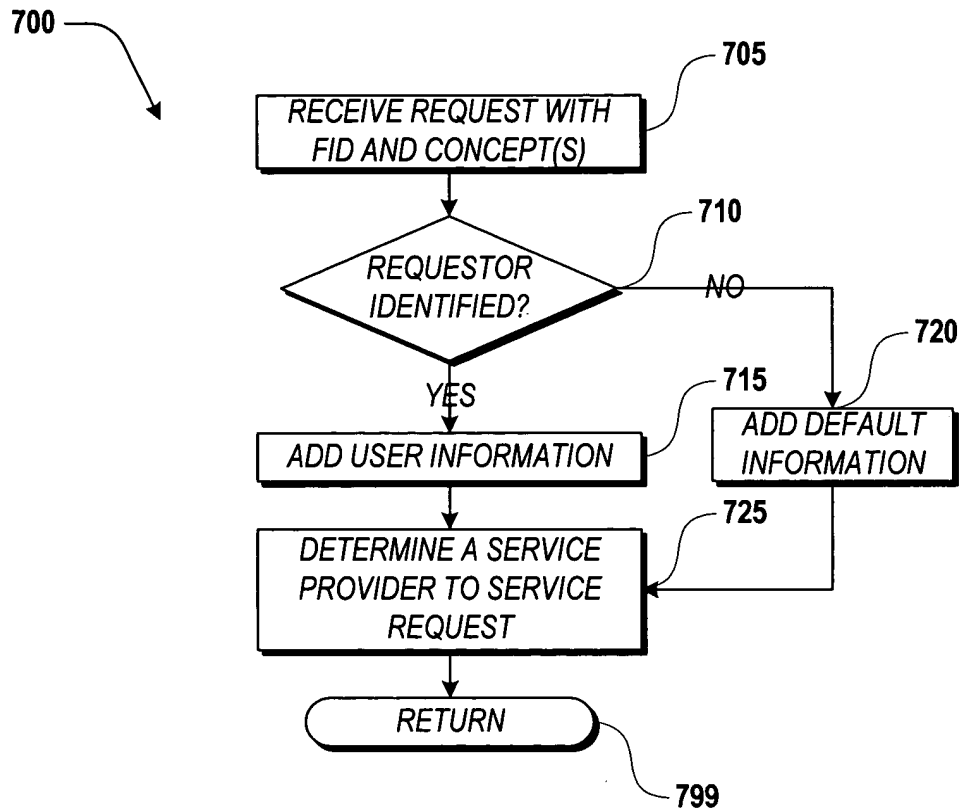 700
705
RECEIVE REQUEST WITH
FID AND CONCEPT(S)
710
REQUESTOR
IDENTIFIED?
NO
720
YES
715
ADD USER INFORMATION
ADD DEFAULT
INFORMATION
725
DETERMINE A SERVICE
PROVIDER TO SERVICE
REQUEST
RETURN
799